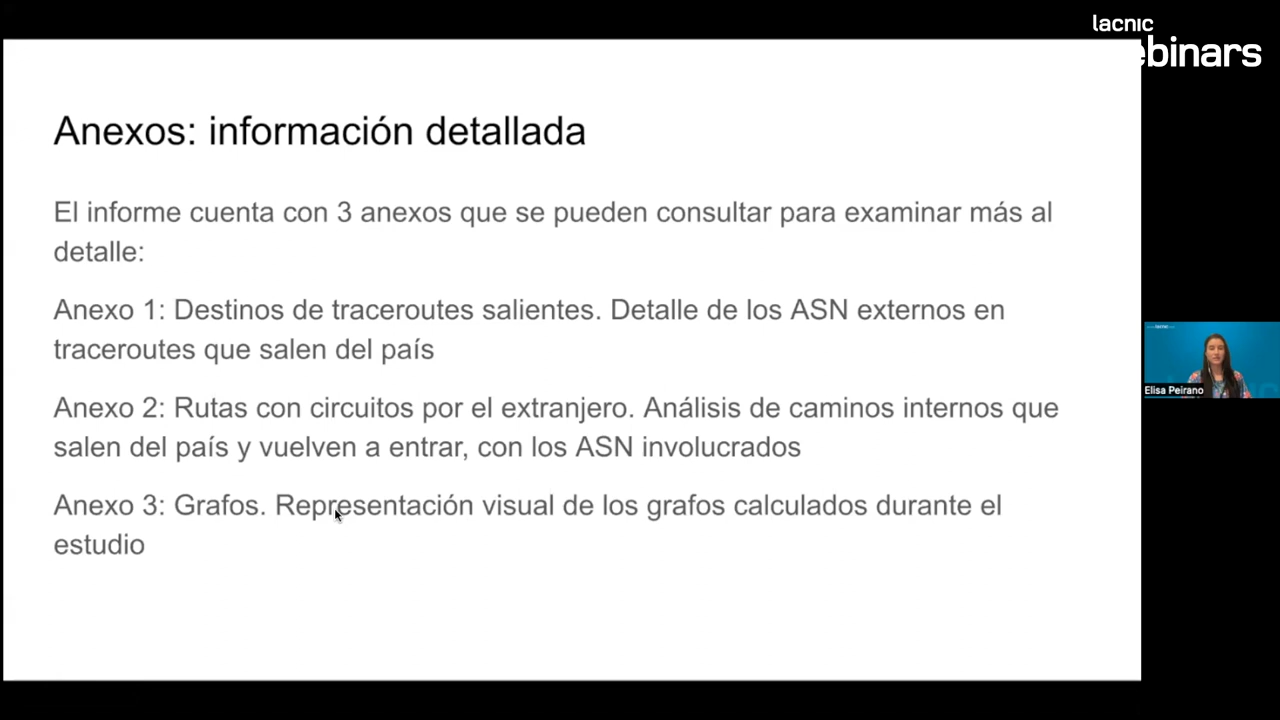 lacnic
ebinars
Anexos: información detallada
El informe cuenta con 3 anexos que se pueden consultar para examinar más al
detalle:
Anexo 1: Destinos de traceroutes salientes. Detalle de los ASN externos en
traceroutes que salen del país
Anexo 2: Rutas con circuitos por el extranjero. Análisis de caminos internos que
salen del país y vuelven a entrar, con los ASN involucrados
Anexo 3: Grafos. Representación visual de los grafos calculados durante el
estudio
lacnic
Elisa Peirano